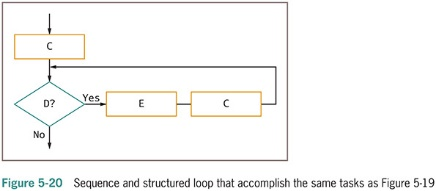 C
D?
Yes
E
C
No
Figure 5-20 Sequence and structured loop that accomplish the same tasks as Figure 5-19